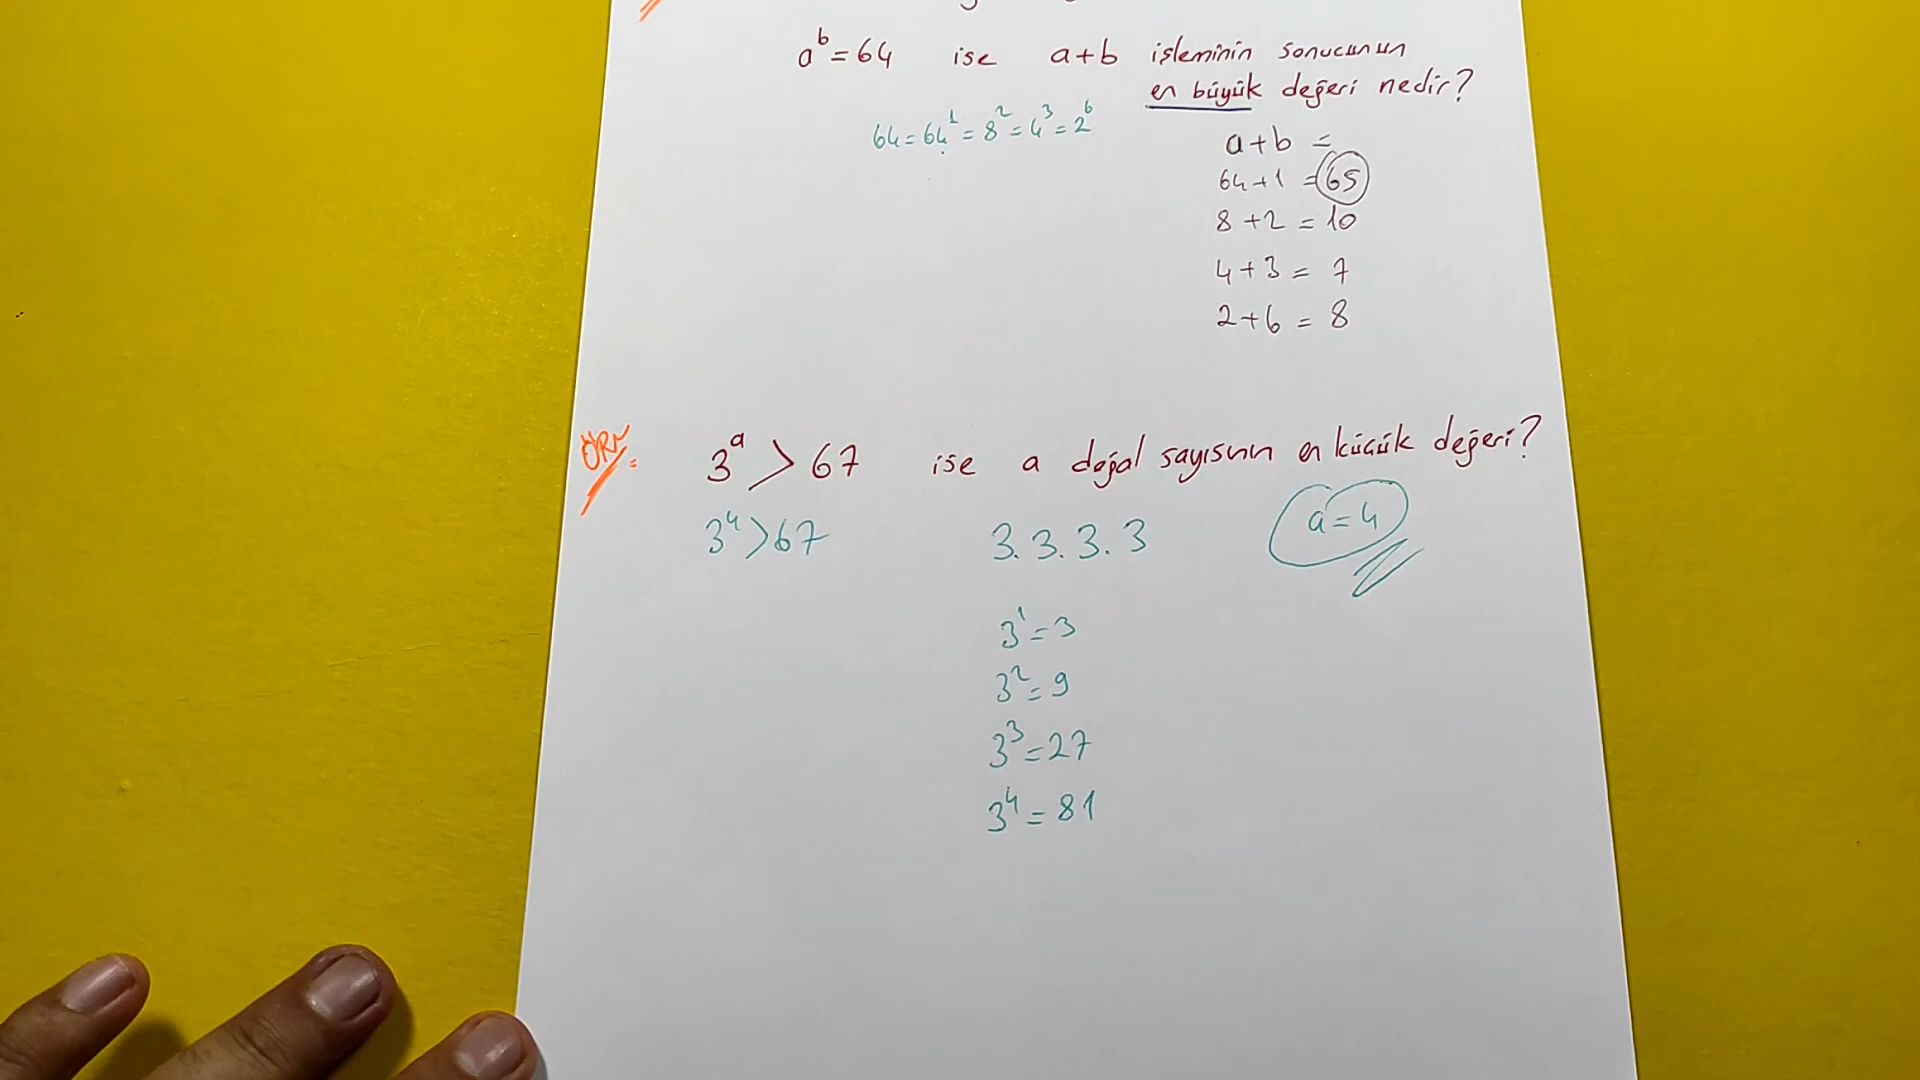 a^b = 64 ise a+b işleminin sonucunun
en büyük değeri nedir?
64 = 64^1 = 8^2 = 4^3 = 2^6
a+b =
64+1 = 65
8+2 = 10
4+3 = 7
2+6 = 8
ÖRN
3^a > 67 ise a doğal sayısının en küçük değeri?
3^4 > 67 3.3.3.3 a=4
3^1 = 3
3^2 = 9
3^3 = 27
3^4 = 81